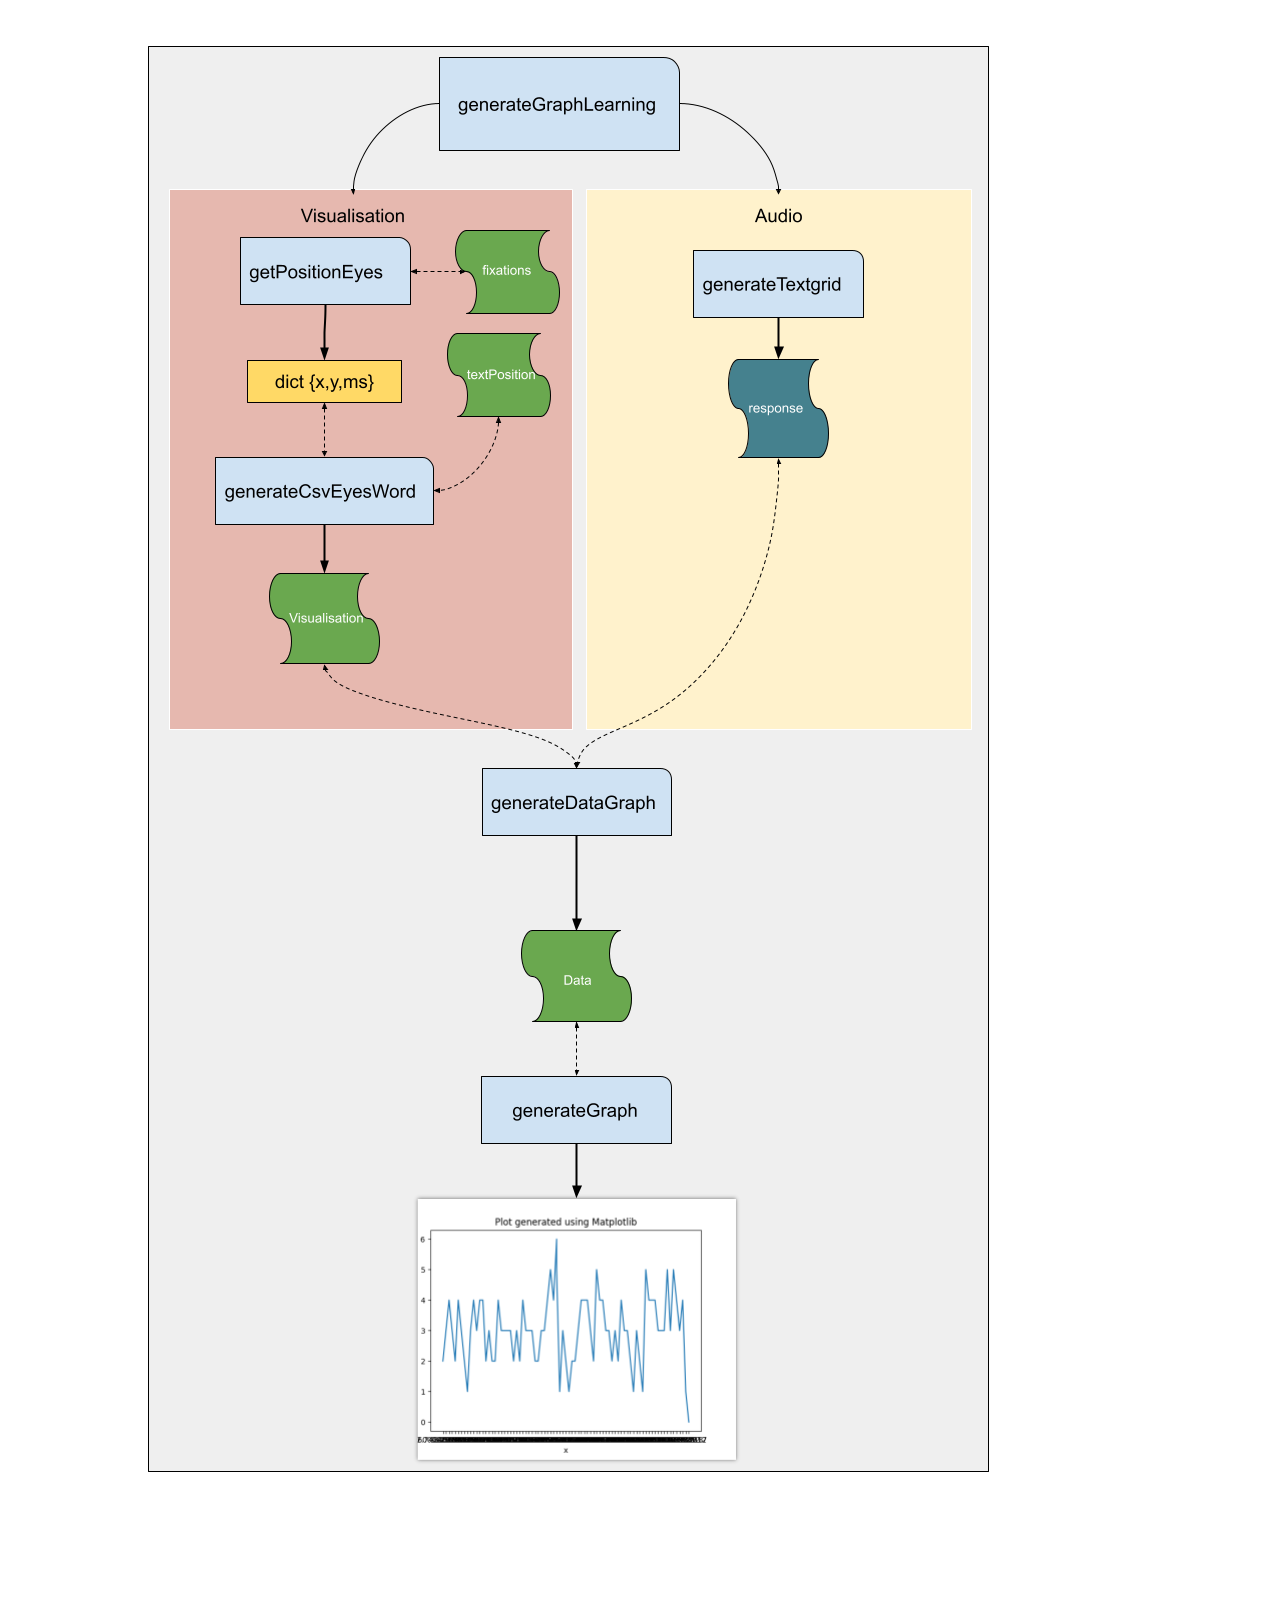 generateGraphLearning
Visualisation
getPositionEyes
fixations
dict {x,y,ms}
textPosition
generateCsvEyesWord
Visualisation
Audio
generateTextgrid
response
generateDataGraph
Data
generateGraph
Plot generated using Matplotlib
6
5
4
3
2
1
0
x